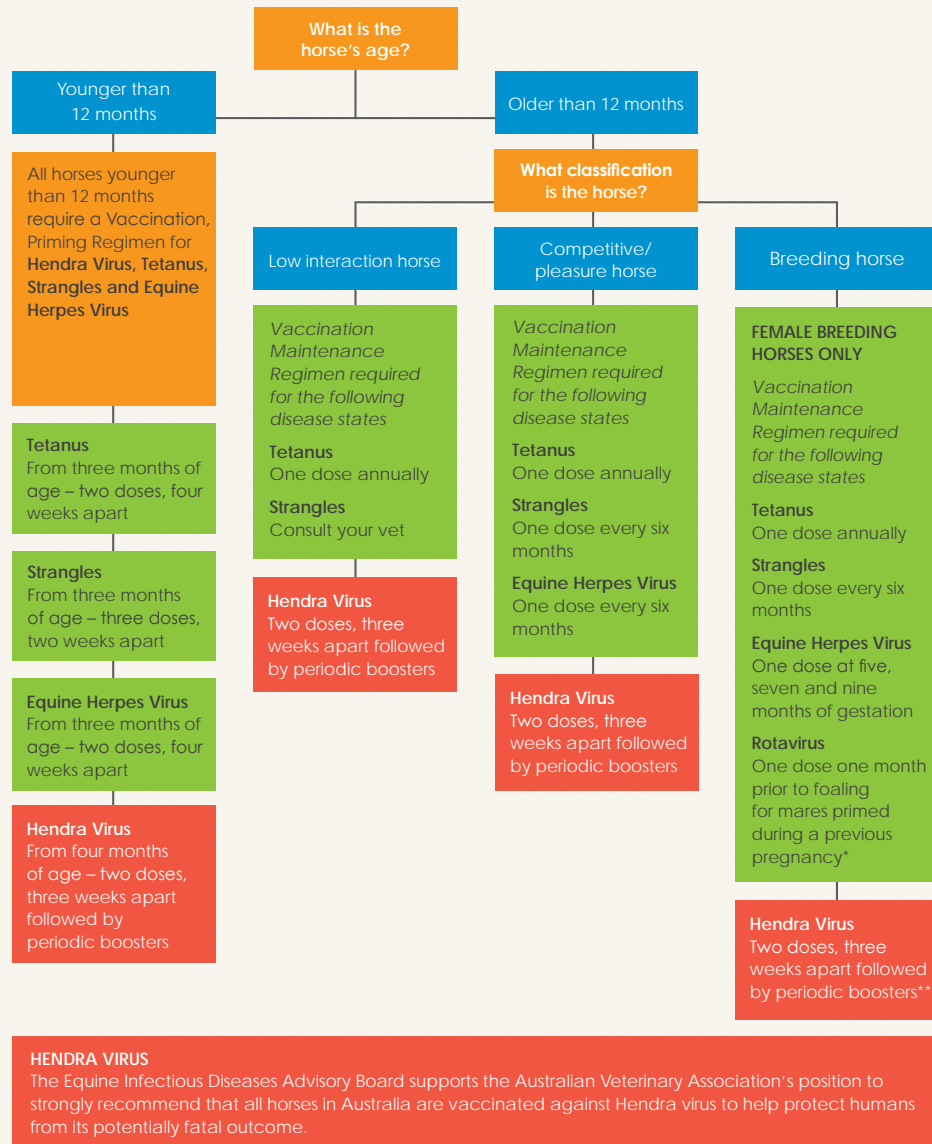 What is the
horse's age?
Younger than
12 months
All horses younger
than 12 months
require a Vaccination,
Priming Regimen for
Hendra Virus, Tetanus,
Strangles and Equine
Herpes Virus
Tetanus
From three months of
age – two doses, four
weeks apart
Strangles
From three months
of age – three doses,
two weeks apart
Equine Herpes Virus
From three months of
age – two doses, four
weeks apart
Hendra Virus
From four months
of age – two doses,
three weeks apart
followed by
periodic boosters
Older than 12 months
What classification
is the horse?
Low interaction horse
Vaccination
Maintenance
Regimen required
for the following
disease states
Tetanus
One dose annually
Strangles
Consult your vet
Hendra Virus
Two doses, three
weeks apart followed
by periodic boosters
Competitive/
pleasure horse
Vaccination
Maintenance
Regimen required
for the following
disease states
Tetanus
One dose annually
Strangles
One dose every six
months
Equine Herpes Virus
One dose every six
months
Hendra Virus
Two doses, three
weeks apart followed
by periodic boosters
Breeding horse
FEMALE BREEDING
HORSES ONLY
Vaccination
Maintenance
Regimen required
for the following
disease states
Tetanus
One dose annually
Strangles
One dose every six
months
Equine Herpes Virus
One dose at five,
seven and nine
months of gestation
Rotavirus
One dose one month
prior to foaling
for mares primed
during a previous
pregnancy*
Hendra Virus
Two doses, three
weeks apart followed
by periodic boosters**
HENDRA VIRUS
The Equine Infectious Diseases Advisory Board supports the Australian Veterinary Association's position to
strongly recommend that all horses in Australia are vaccinated against Hendra virus to help protect humans
from its potentially fatal outcome.